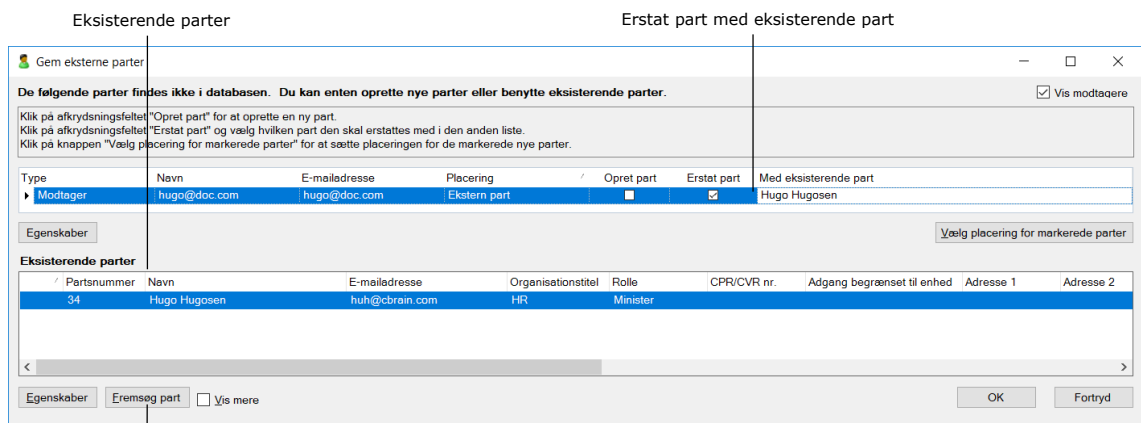 Eksisterende parter Erstat part med eksisterende part
Gem eksterne parter
De følgende parter findes ikke i databasen. Du kan enten oprette nye parter eller benytte eksisterende parter. Vis modtagere
Klik på afkrydsningsfeltet "Opret part" for at oprette en ny part.
Klik på afkrydsningsfeltet "Erstat part" og vælg hvilken part den skal erstattes med i den anden liste.
Klik på knappen "Vælg placering for markerede parter" for at sætte placeringen for de markerede nye parter.
Type Navn E-mailadresse Placering Opret part Erstat part Med eksisterende part
Modtager hugo@doc.com hugo@doc.com Ekstern part Hugo Hugosen
Egenskaber Vælg placering for markerede parter
Eksisterende parter
Partsnummer Navn E-mailadresse Organisationstitel Rolle CPR/CVR nr. Adgang begrænset til enhed Adresse 1 Adresse 2
34 Hugo Hugosen huh@cbrain.com HR Minister
Egenskaber Fremsøg part Vis mere OK Fortryd